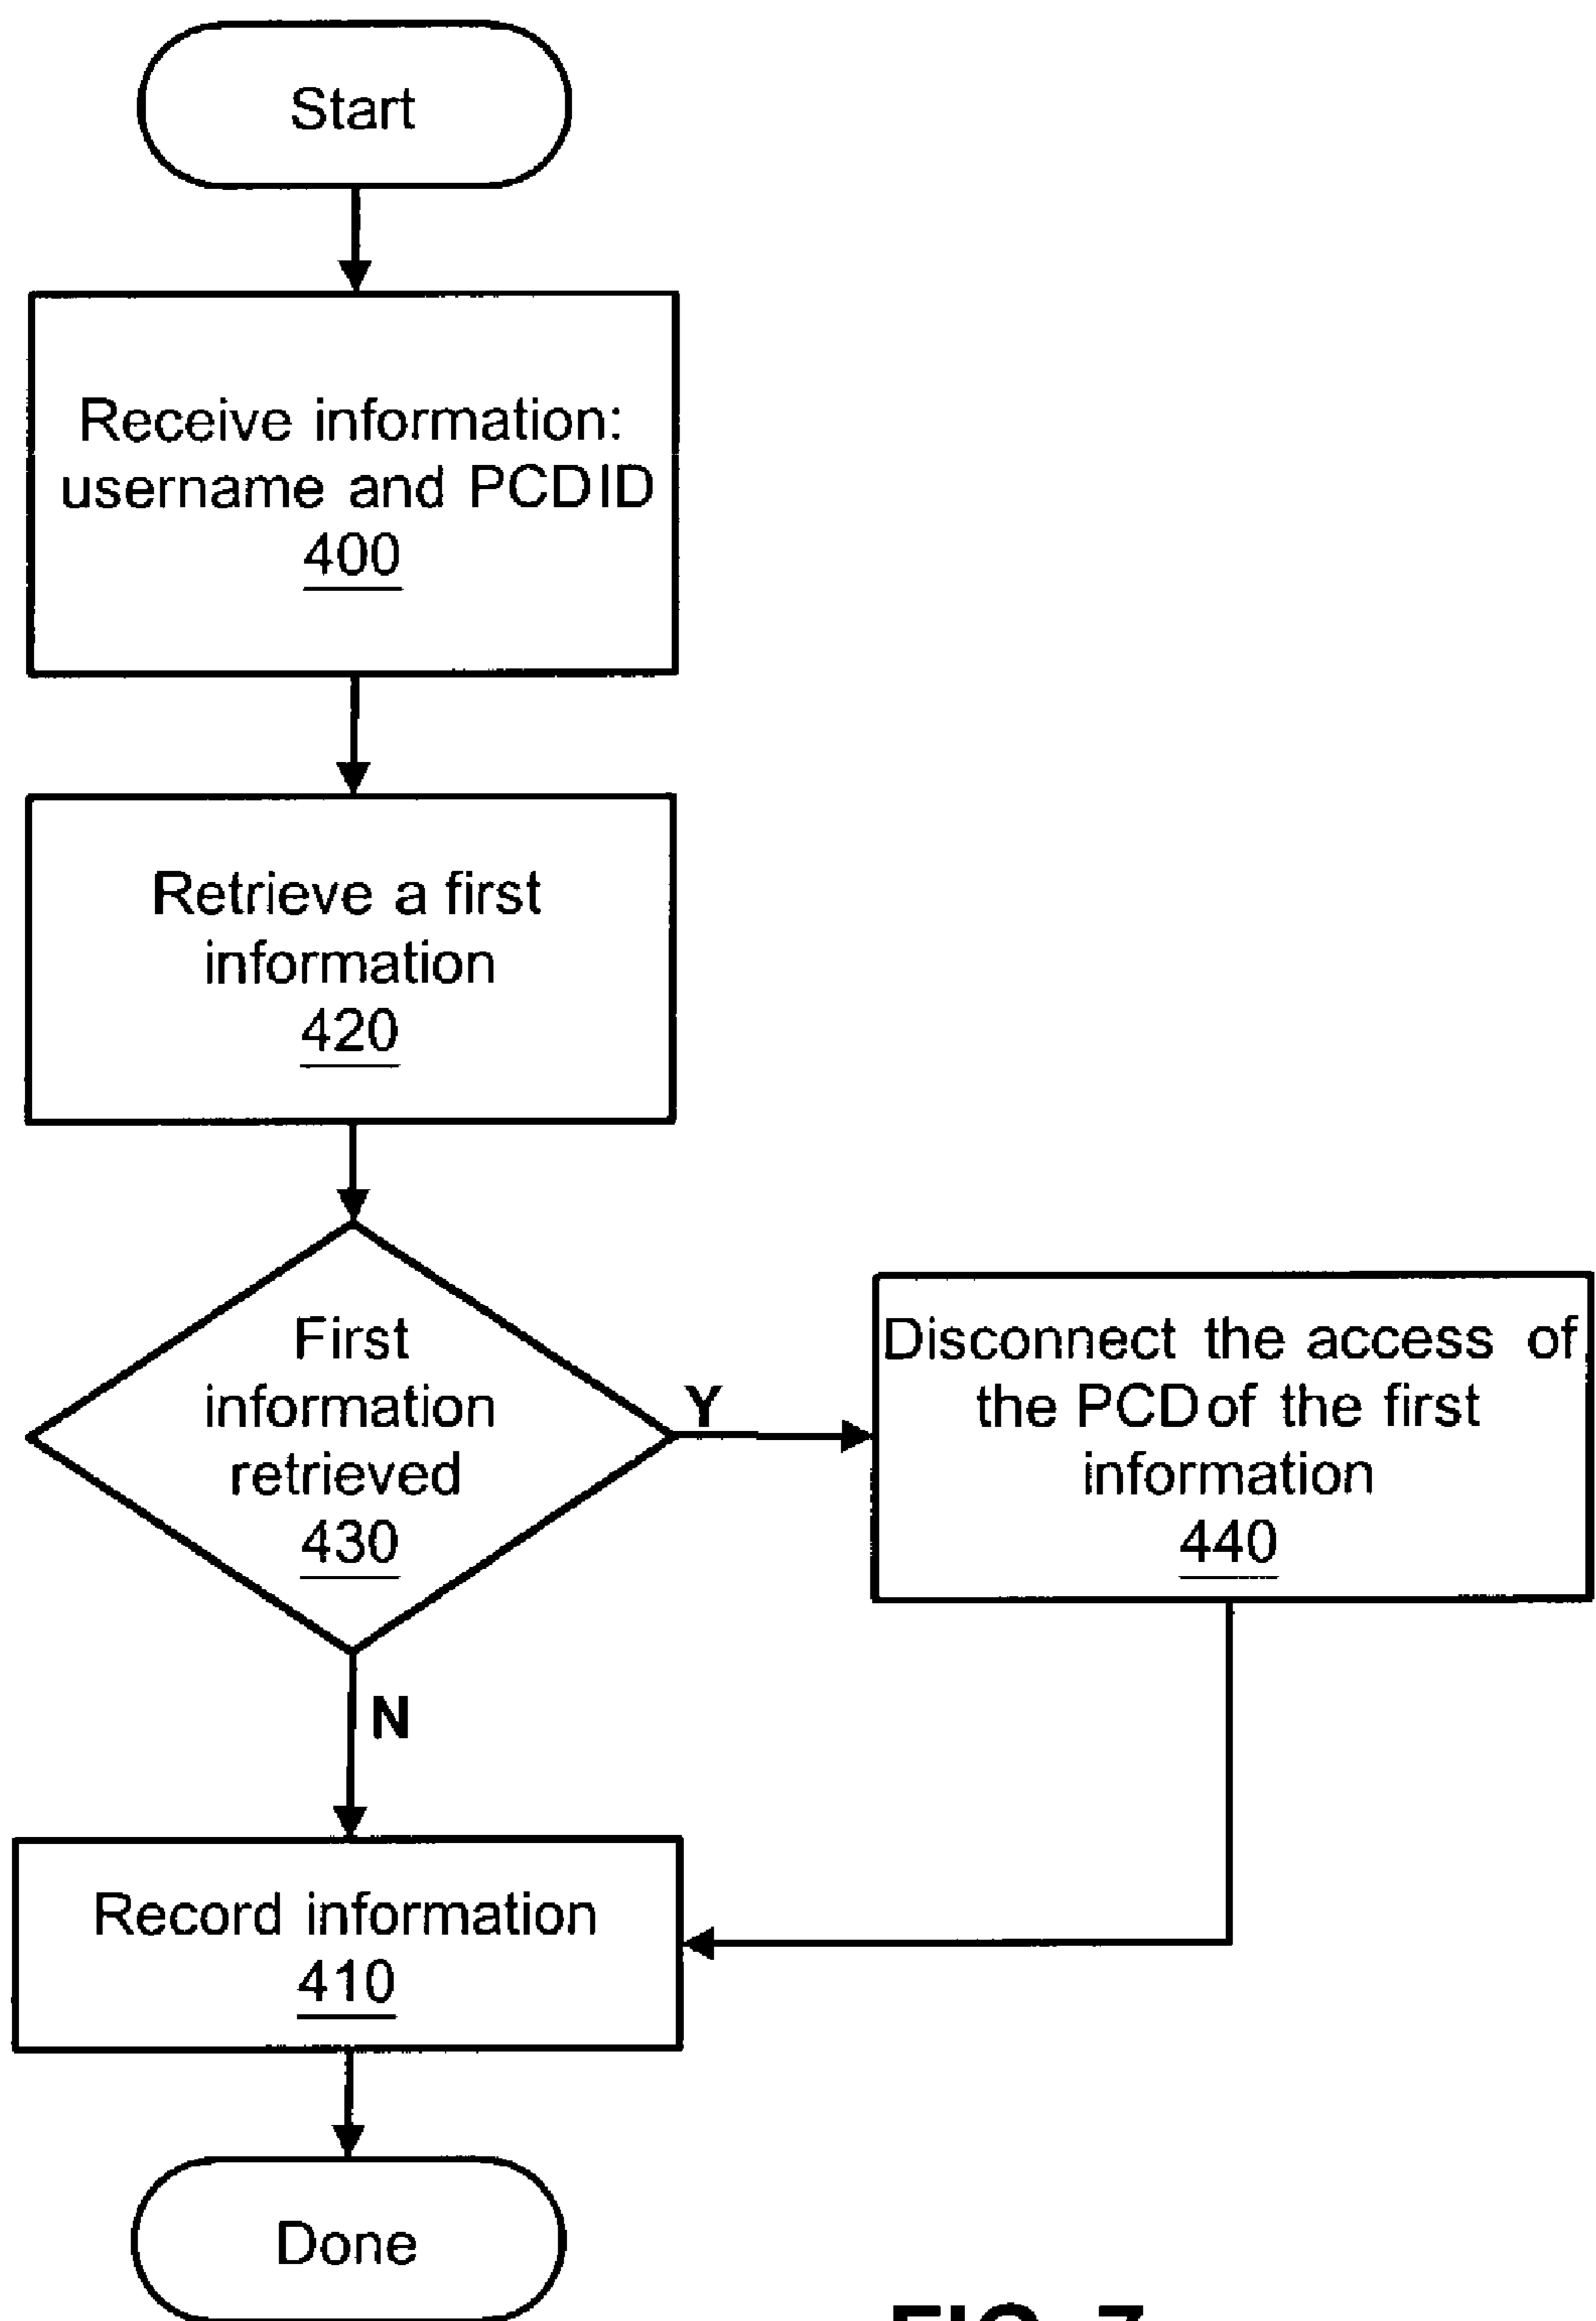 Start
Receive information:
username and PCDID
400
Retrieve a first
information
420
First
information
retrieved
430
Y
Disconnect the access of
the PCD of the first
information
440
N
Record information
410
Done